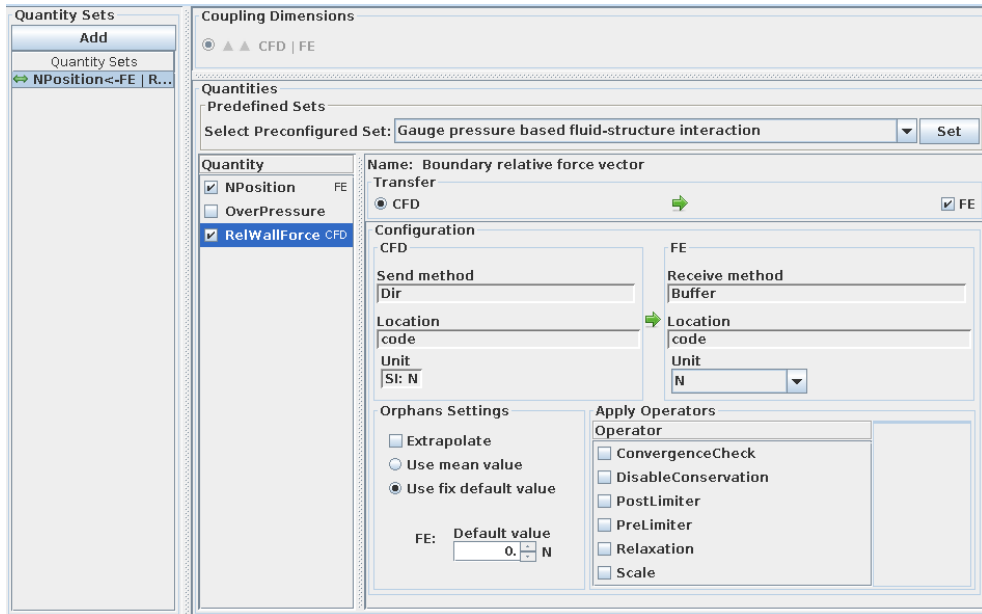 Quantity Sets
Add
Quantity Sets
NPosition<-FE | R...
Coupling Dimensions
CFD | FE
Quantities
Predefined Sets
Select Preconfigured Set: Gauge pressure based fluid-structure interaction Set
Quantity
NPosition FE
OverPressure
RelWallForce CFD
Name: Boundary relative force vector
Transfer
CFD FE
Configuration
CFD
Send method
Dir
Location
code
Unit
SI: N
FE
Receive method
Buffer
Location
code
Unit
N
Orphans Settings
Extrapolate
Use mean value
Use fix default value
Default value
FE: 0. N
Apply Operators
Operator
ConvergenceCheck
DisableConservation
PostLimiter
PreLimiter
Relaxation
Scale